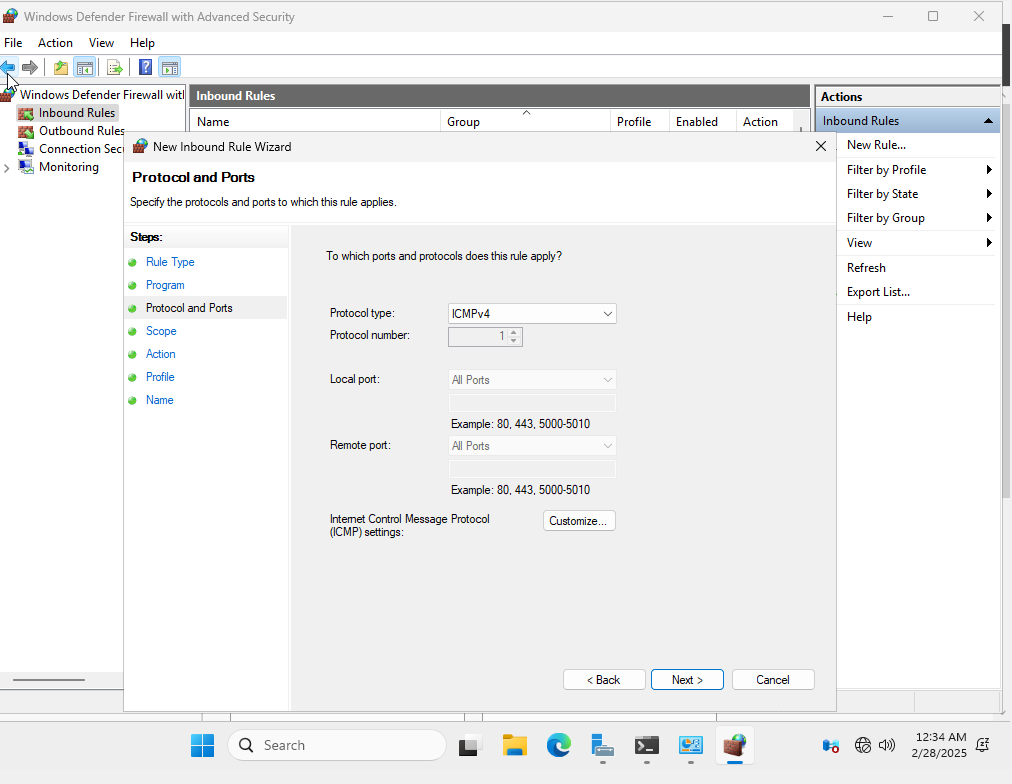 Windows Defender Firewall with Advanced Security
File Action View Help
Windows Defender Firewall with
Inbound Rules
Outbound Rules
Connection Secu
Monitoring
Inbound Rules
Name Group Profile Enabled Action
Actions
Inbound Rules
New Rule...
Filter by Profile
Filter by State
Filter by Group
View
Refresh
Export List...
Help
New Inbound Rule Wizard
Protocol and Ports
Specify the protocols and ports to which this rule applies.
Steps:
Rule Type
Program
Protocol and Ports
Scope
Action
Profile
Name
To which ports and protocols does this rule apply?
Protocol type: ICMPv4
Protocol number: 1
Local port: All Ports
Example: 80, 443, 5000-5010
Remote port: All Ports
Example: 80, 443, 5000-5010
Internet Control Message Protocol
(ICMP) settings:
Customize...
< Back Next > Cancel
Search
12:34 AM
2/28/2025